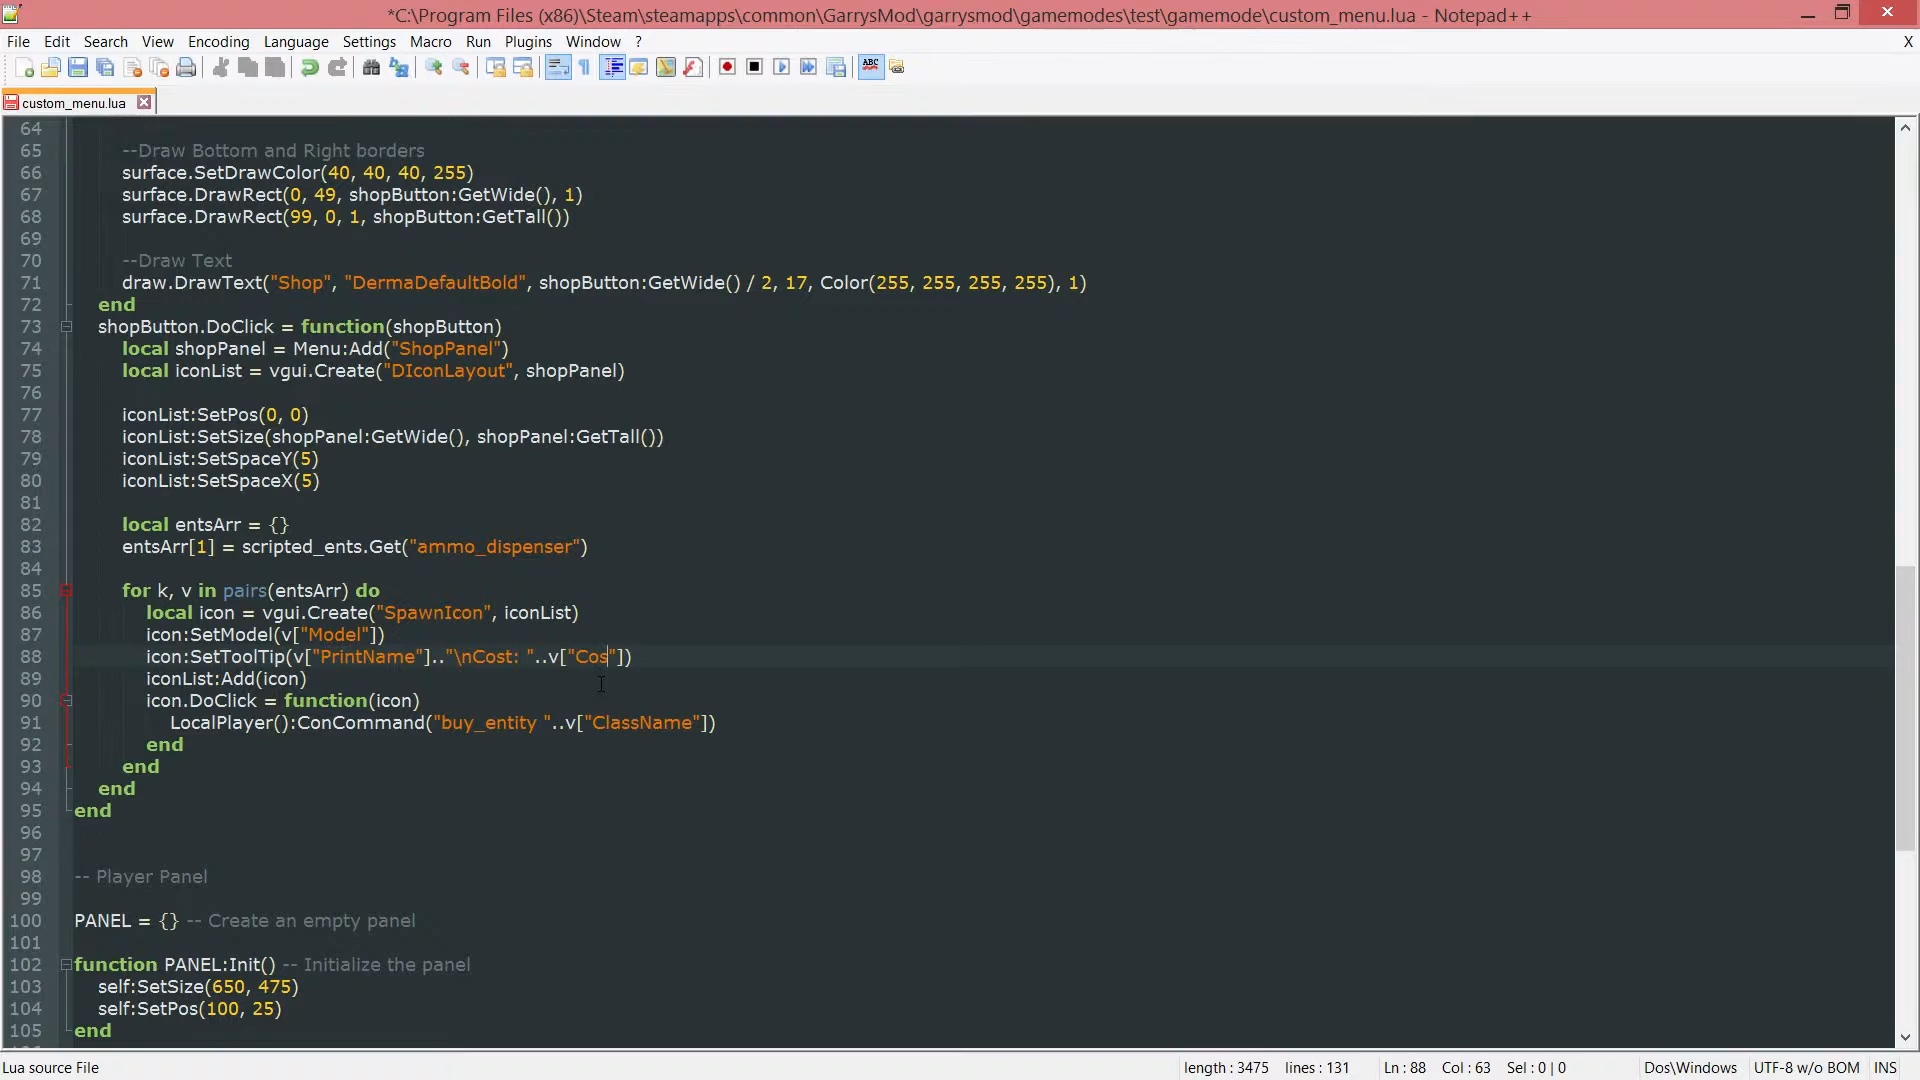 *C:\Program Files (x86)\Steam\steamapps\common\GarrysMod\garrysmod\gamemodes\test\gamemode\custom_menu.lua - Notepad++
File Edit Search View Encoding Language Settings Macro Run Plugins Window ? X
custom_menu.lua
64
65 --Draw Bottom and Right borders
66 surface.SetDrawColor(40, 40, 40, 255)
67 surface.DrawRect(0, 49, shopButton:GetWide(), 1)
68 surface.DrawRect(99, 0, 1, shopButton:GetTall())
69
70 --Draw Text
71 draw.DrawText("Shop", "DermaDefaultBold", shopButton:GetWide() / 2, 17, Color(255, 255, 255, 255), 1)
72 end
73 shopButton.DoClick = function(shopButton)
74 local shopPanel = Menu:Add("ShopPanel")
75 local iconList = vgui.Create("DIconLayout", shopPanel)
76
77 iconList:SetPos(0, 0)
78 iconList:SetSize(shopPanel:GetWide(), shopPanel:GetTall())
79 iconList:SetSpaceY(5)
80 iconList:SetSpaceX(5)
81
82 local entsArr = {}
83 entsArr[1] = scripted_ents.Get("ammo_dispenser")
84
85 for k, v in pairs(entsArr) do
86 local icon = vgui.Create("SpawnIcon", iconList)
87 icon:SetModel(v["Model"])
88 icon:SetToolTip(v["PrintName"].."\nCost: "..v["Cos"])
89 iconList:Add(icon)
90 icon.DoClick = function(icon)
91 LocalPlayer():ConCommand("buy_entity "..v["ClassName"])
92 end
93 end
94 end
95 end
96
97
98 -- Player Panel
99
100 PANEL = {} -- Create an empty panel
101
102 function PANEL:Init() -- Initialize the panel
103 self:SetSize(650, 475)
104 self:SetPos(100, 25)
105 end
Lua source File length : 3475 lines : 131 Ln : 88 Col : 63 Sel : 0 | 0 Dos\Windows UTF-8 w/o BOM INS